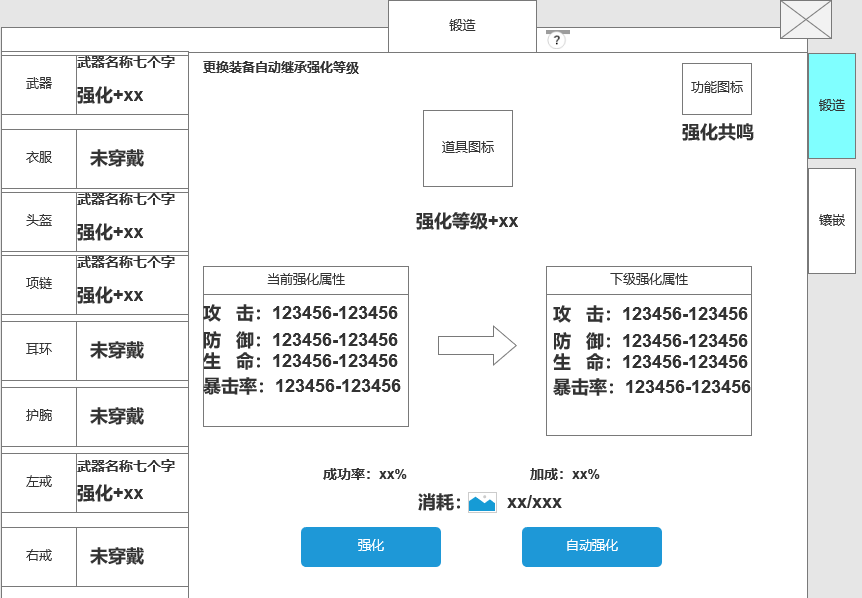 锻造
?
武器
武器名称七个字
强化+xx
衣服
未穿戴
头盔
武器名称七个字
强化+xx
项链
武器名称七个字
强化+xx
耳环
未穿戴
护腕
未穿戴
左戒
武器名称七个字
强化+xx
右戒
未穿戴
更换装备自动继承强化等级
道具图标
强化等级+xx
功能图标
强化共鸣
当前强化属性
攻 击：123456-123456
防 御：123456-123456
生 命：123456-123456
暴击率：123456-123456
下级强化属性
攻 击：123456-123456
防 御：123456-123456
生 命：123456-123456
暴击率：123456-123456
成功率：xx%
加成：xx%
消耗： xx/xxx
强化
自动强化
锻造
镶嵌